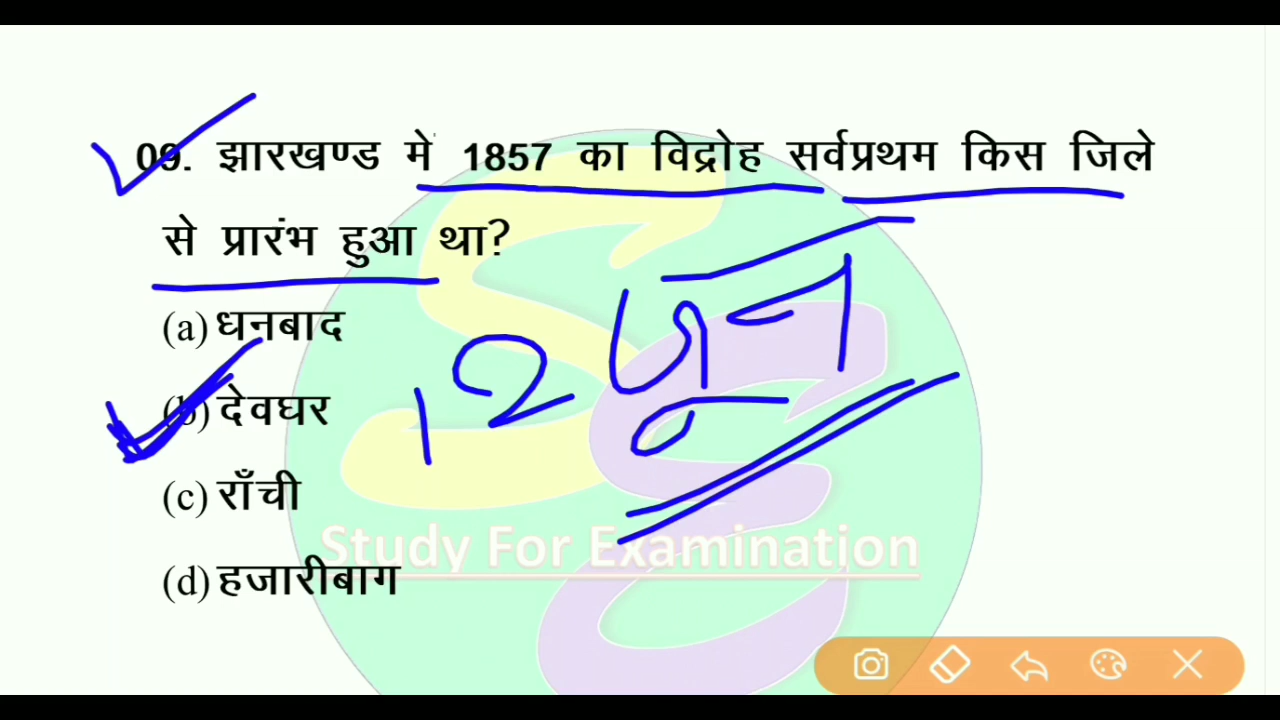 09. झारखण्ड में 1857 का विद्रोह सर्वप्रथम किस जिले
से प्रारंभ हुआ था?
(a) धनबाद
(b) देवघर
12 जून
(c) राँची
Study For Examination
(d) हजारीबाग